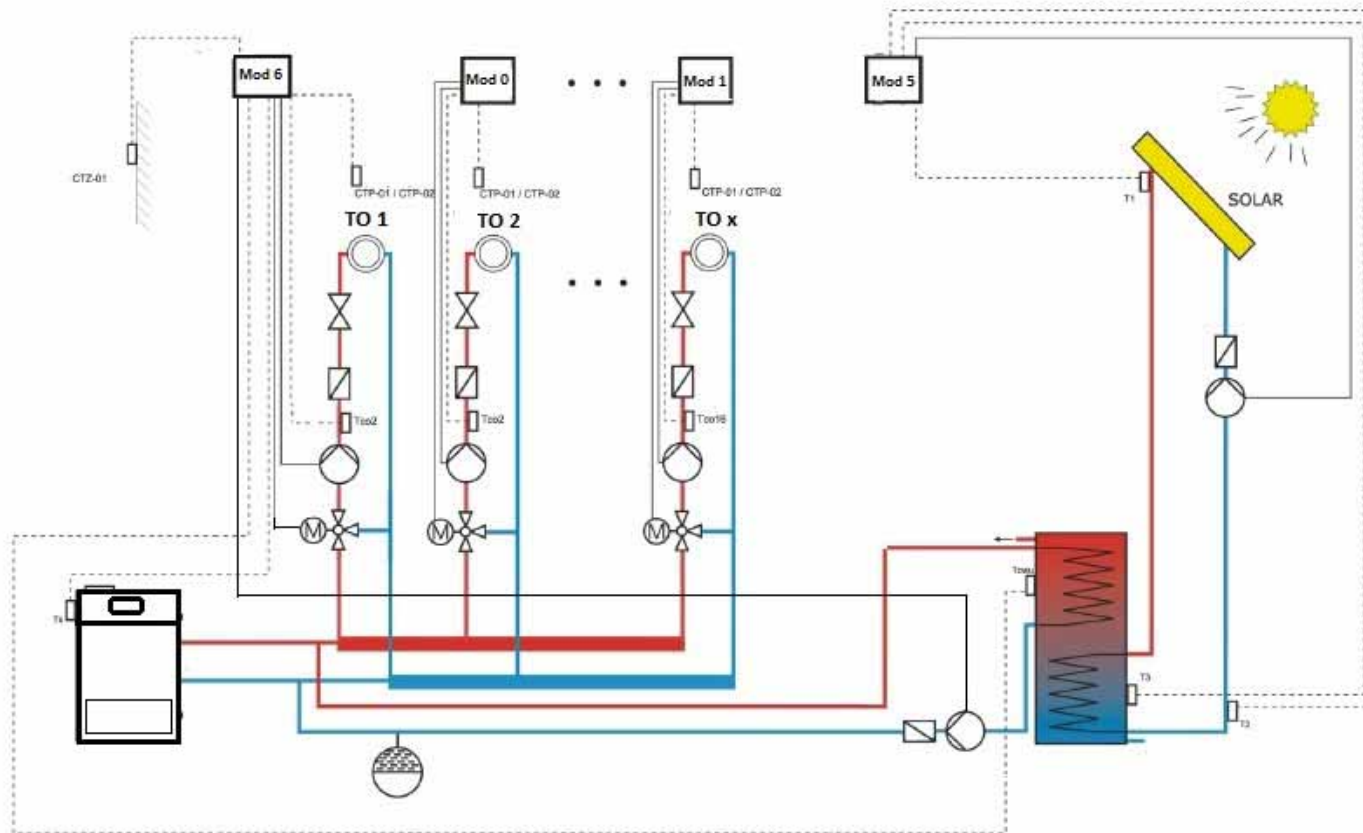 Mod 6
Mod 0
Mod 1
Mod 5
CTZ-01
CTP-01 / CTP-02
CTP-01 / CTP-02
CTP-01 / CTP-02
T1
SOLAR
TO 1
TO 2
TO x
Tco2
Tco2
Tco16
M
M
M
Tcwu
T3